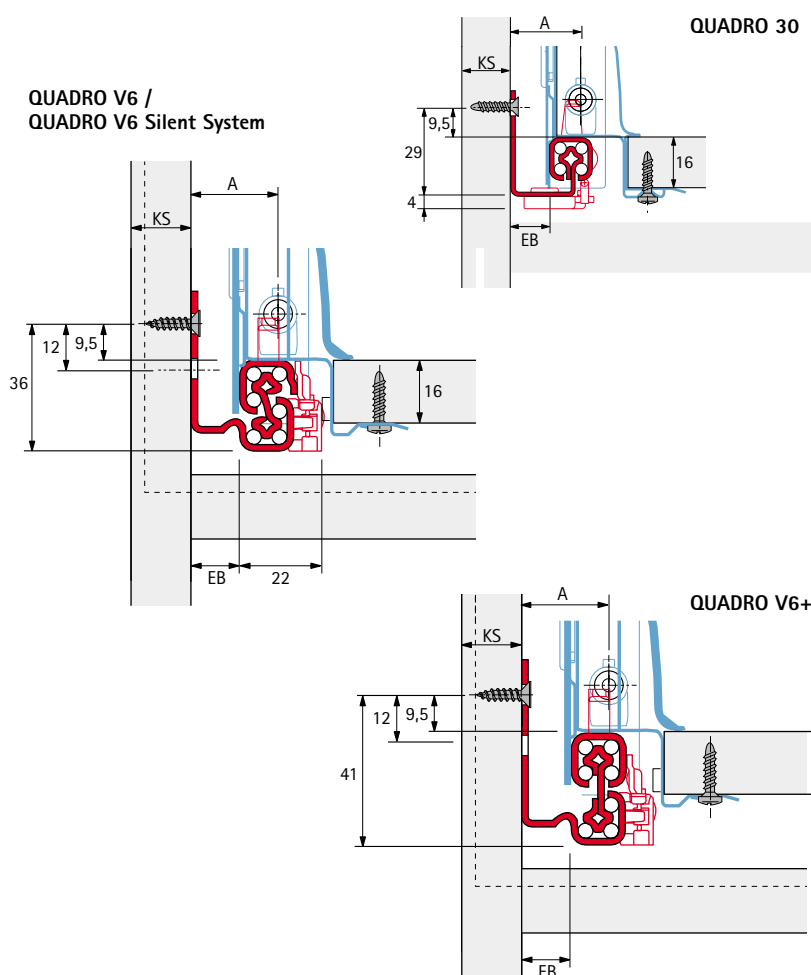 QUADRO 30
A
KS
9,5
29
4
16
EB
QUADRO V6 /
QUADRO V6 Silent System
A
KS
12
9,5
36
16
EB
22
QUADRO V6+
A
KS
12
9,5
41
EB